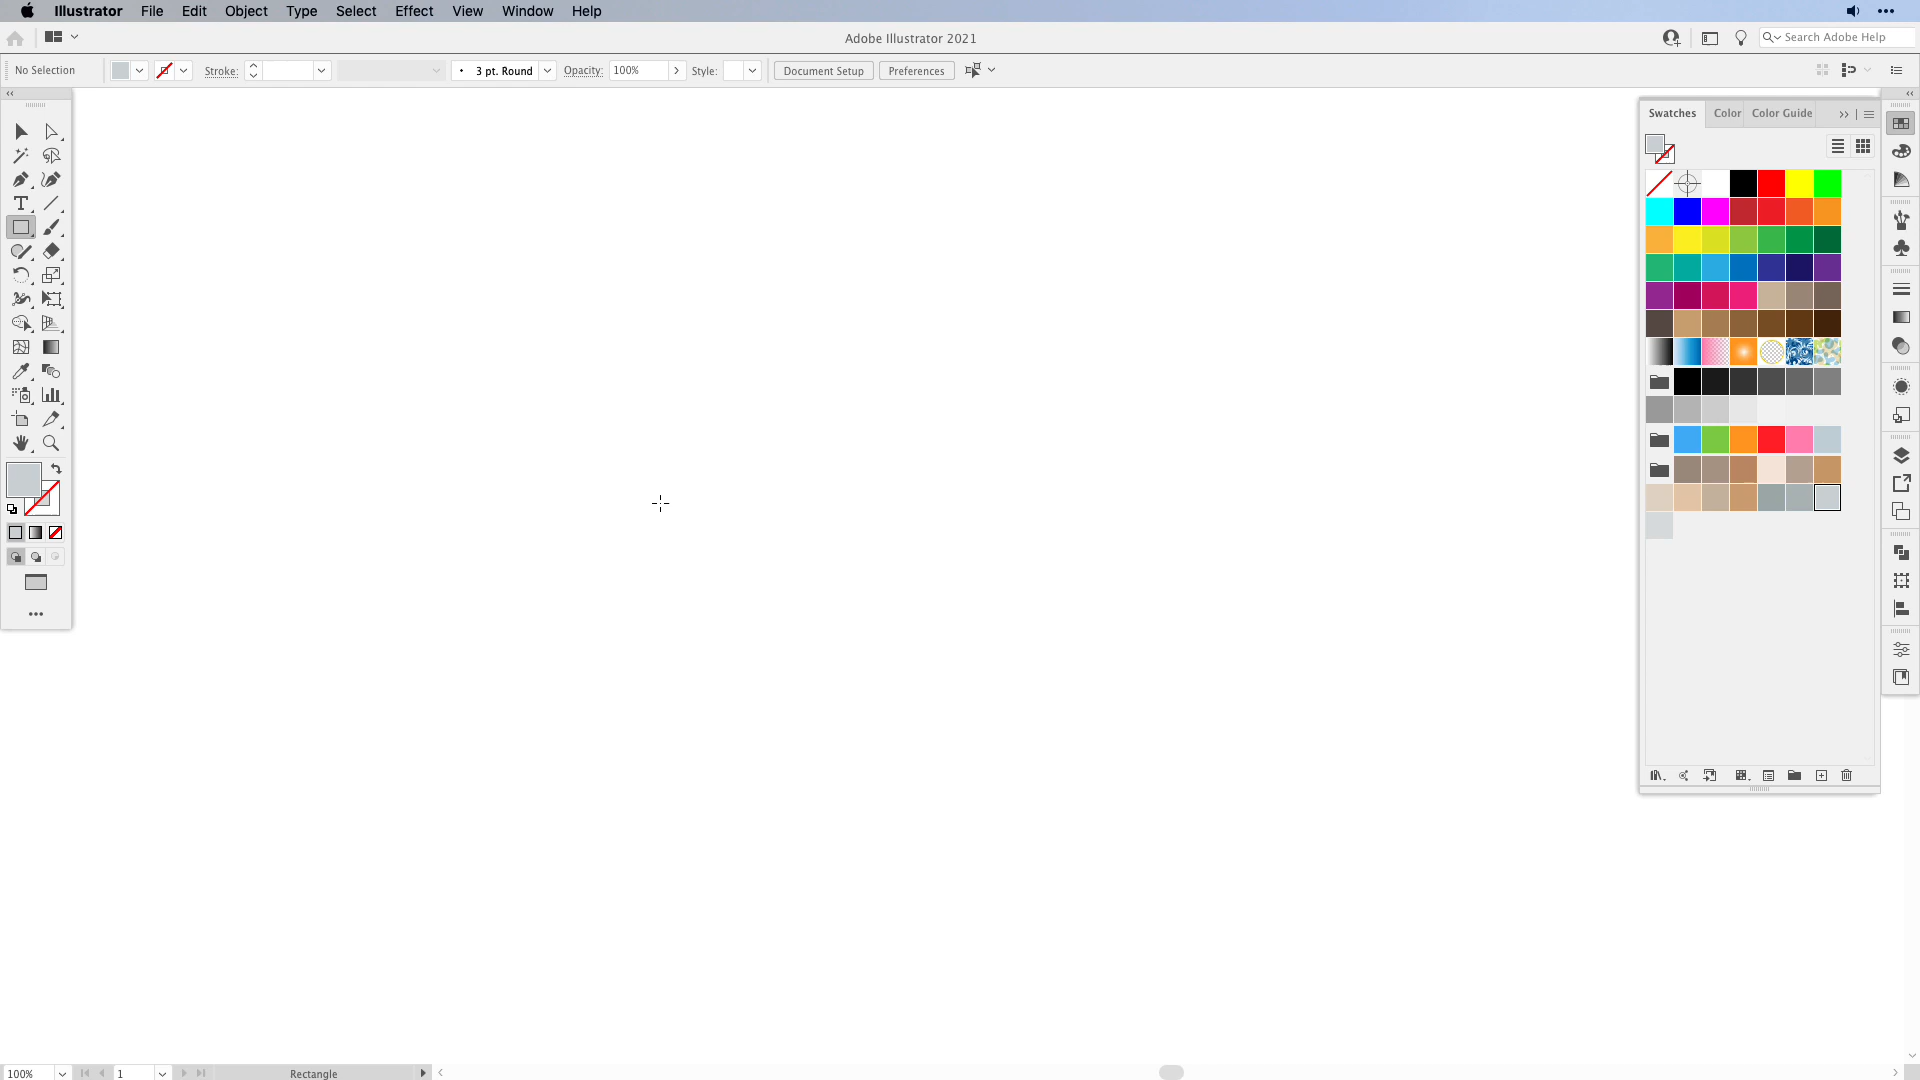 Illustrator File Edit Object Type Select Effect View Window Help
Adobe Illustrator 2021
Search Adobe Help
No Selection Stroke: 3 pt. Round Opacity: 100% Style: Document Setup Preferences
Swatches Color Color Guide
100% 1 Rectangle